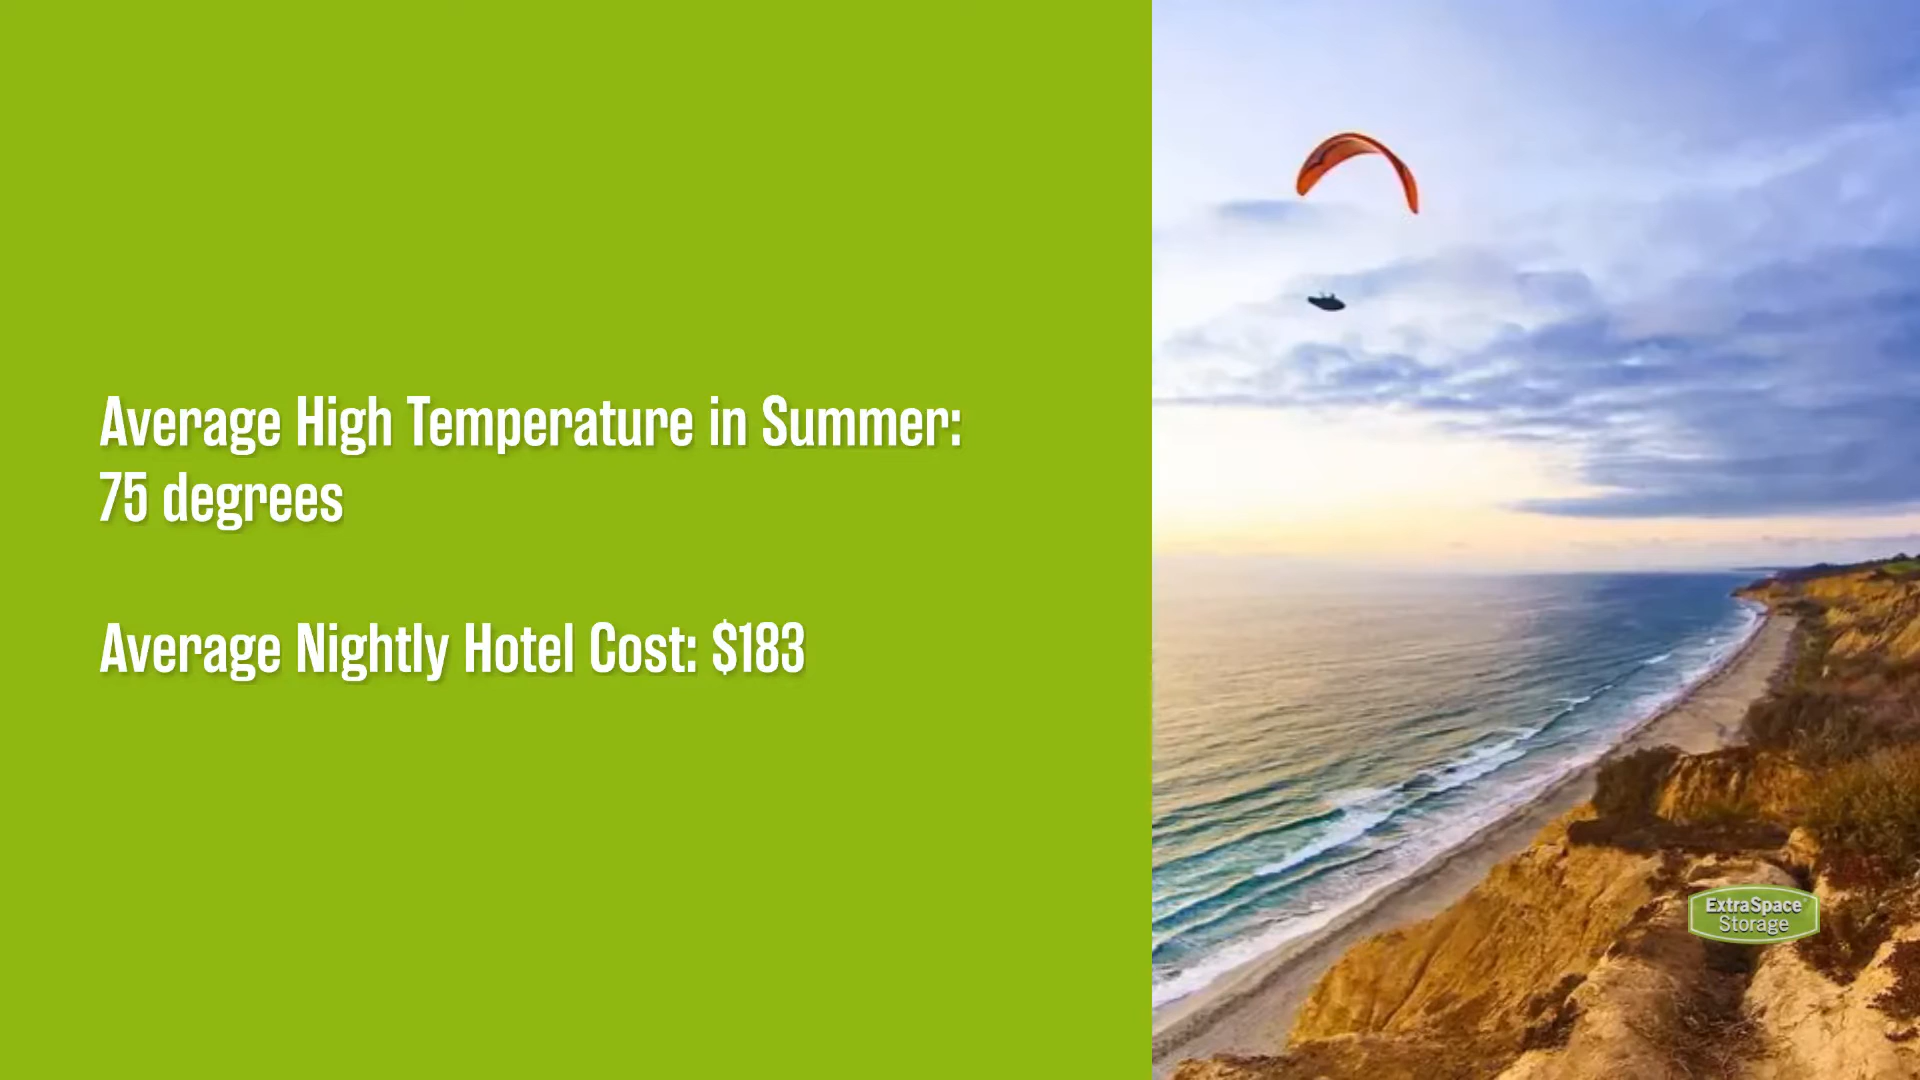 Average High Temperature in Summer:
75 degrees
Average Nightly Hotel Cost: $183
ExtraSpace
Storage